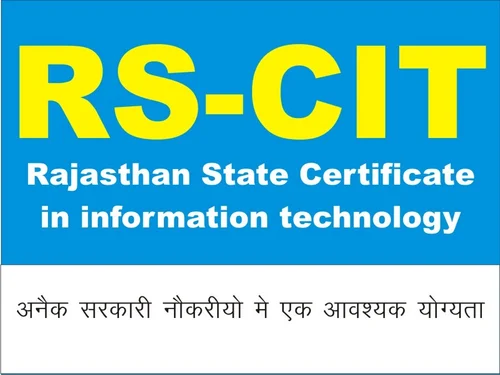 RS-CIT
Rajasthan State Certificate
in information technology
अनैक सरकारी नौकरीयो मे एक आवश्यक योग्यता